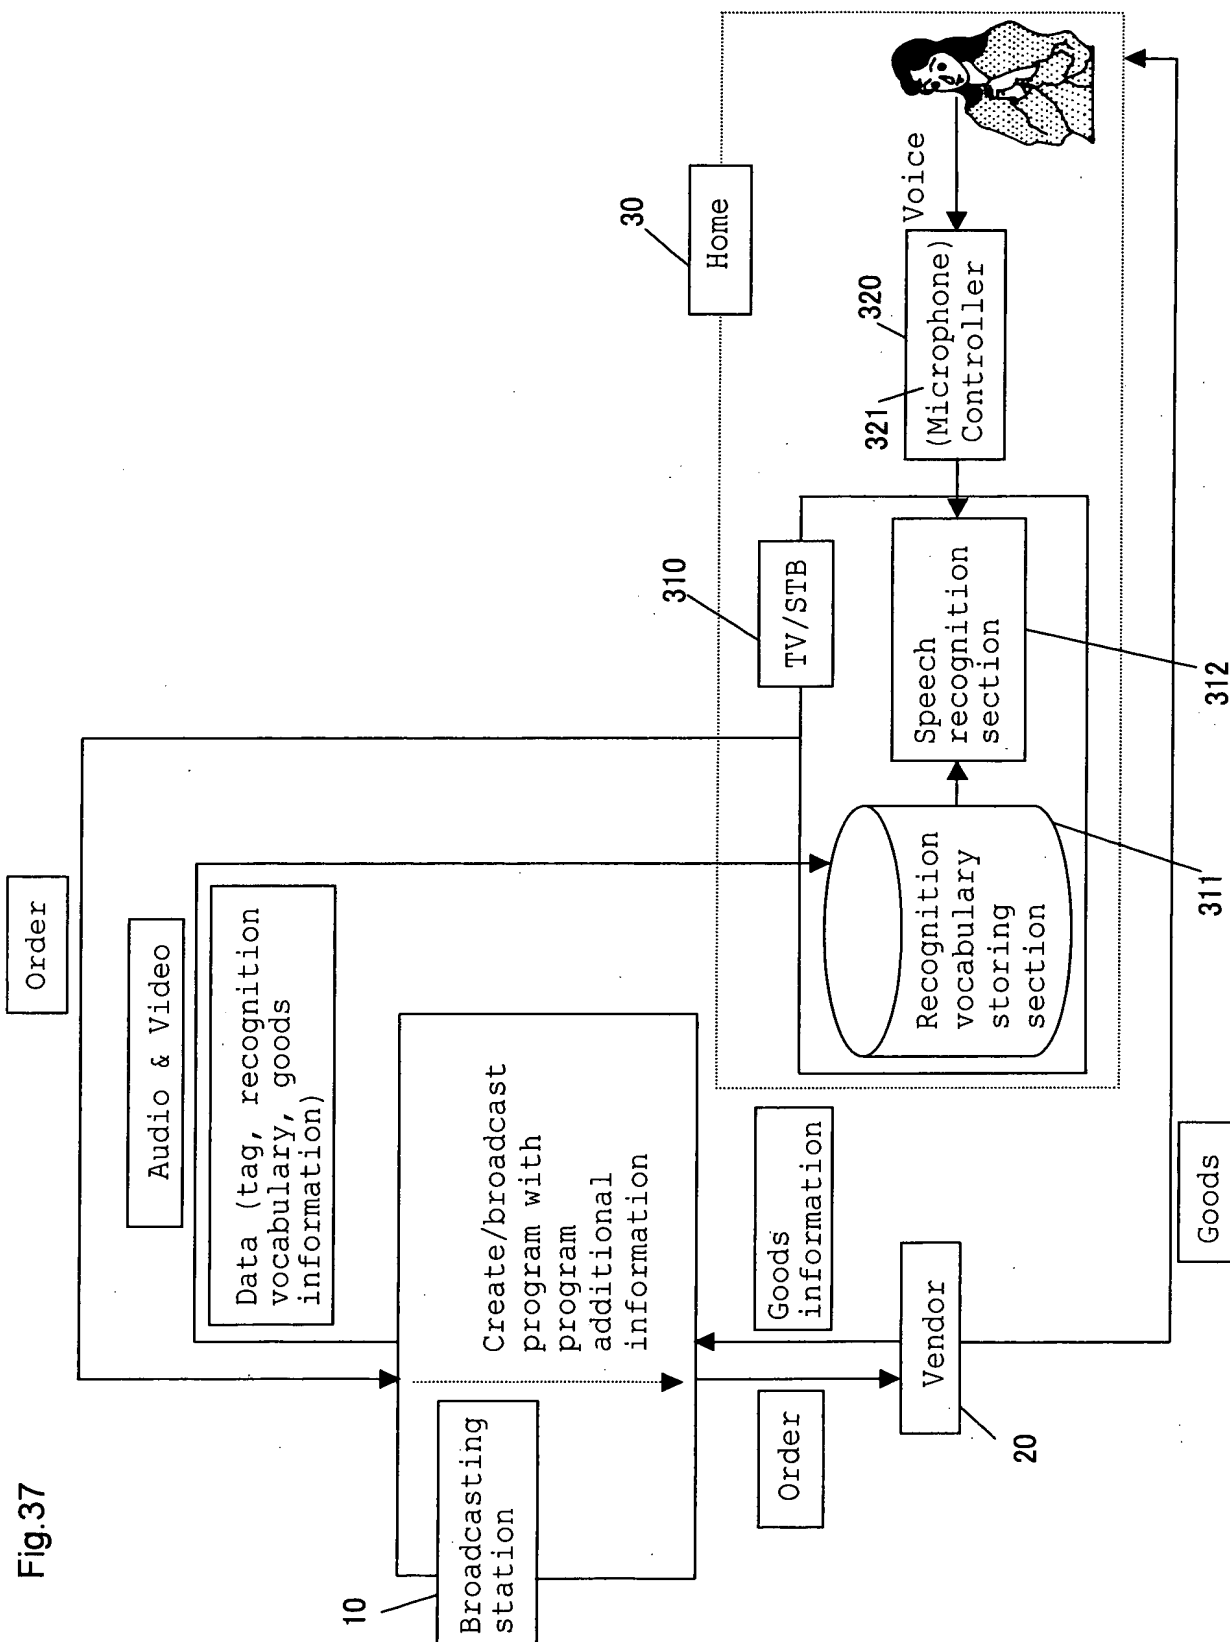 Fig.37
Order
Audio & Video
Data (tag, recognition
vocabulary, goods
information)
10
Broadcasting
station
Create/broadcast
program with
program
additional
information
Order
Goods
information
20
Vendor
Goods
30
Home
310
TV/STB
Recognition
vocabulary
storing
section
311
Speech
recognition
section
312
320
321
(Microphone)
Controller
Voice